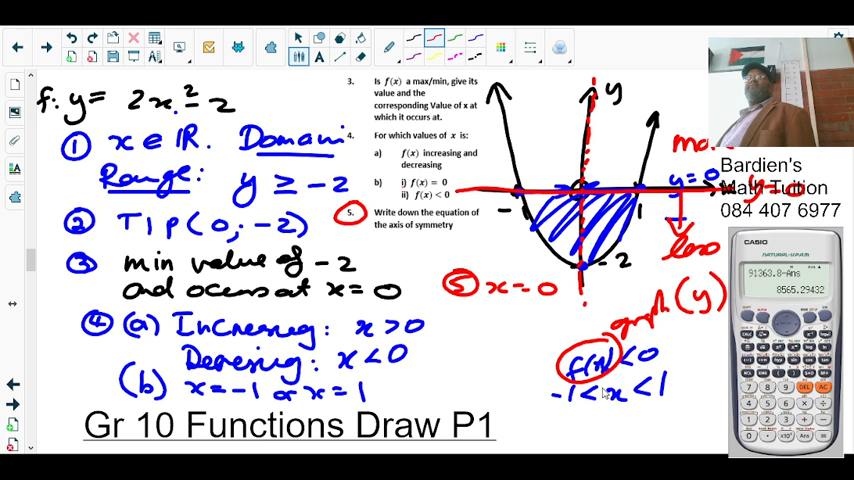 f: y = 2x² - 2
① x ∈ ℝ. Domain
Range: y ≥ -2
② T|P (0; -2)
③ min value of -2
and occurs at x = 0
④ (a) Increasing: x > 0
Decreasing: x < 0
(b) x = -1 or x = 1
3. Is f(x) a max/min, give its
value and the
corresponding Value of x at
which it occurs at.
4. For which values of x is:
a) f(x) increasing and
decreasing
b) i) f(x) = 0
ii) f(x) < 0
5. Write down the equation of
the axis of symmetry
⑤ x = 0
y
-1
1
-2
y = 0
y = 0
less
graph (y)
f(x) < 0
-1 < x < 1
Bardien's
Math Tuition
084 407 6977
CASIO
91363.8-Ans
8565.29432
Gr 10 Functions Draw P1